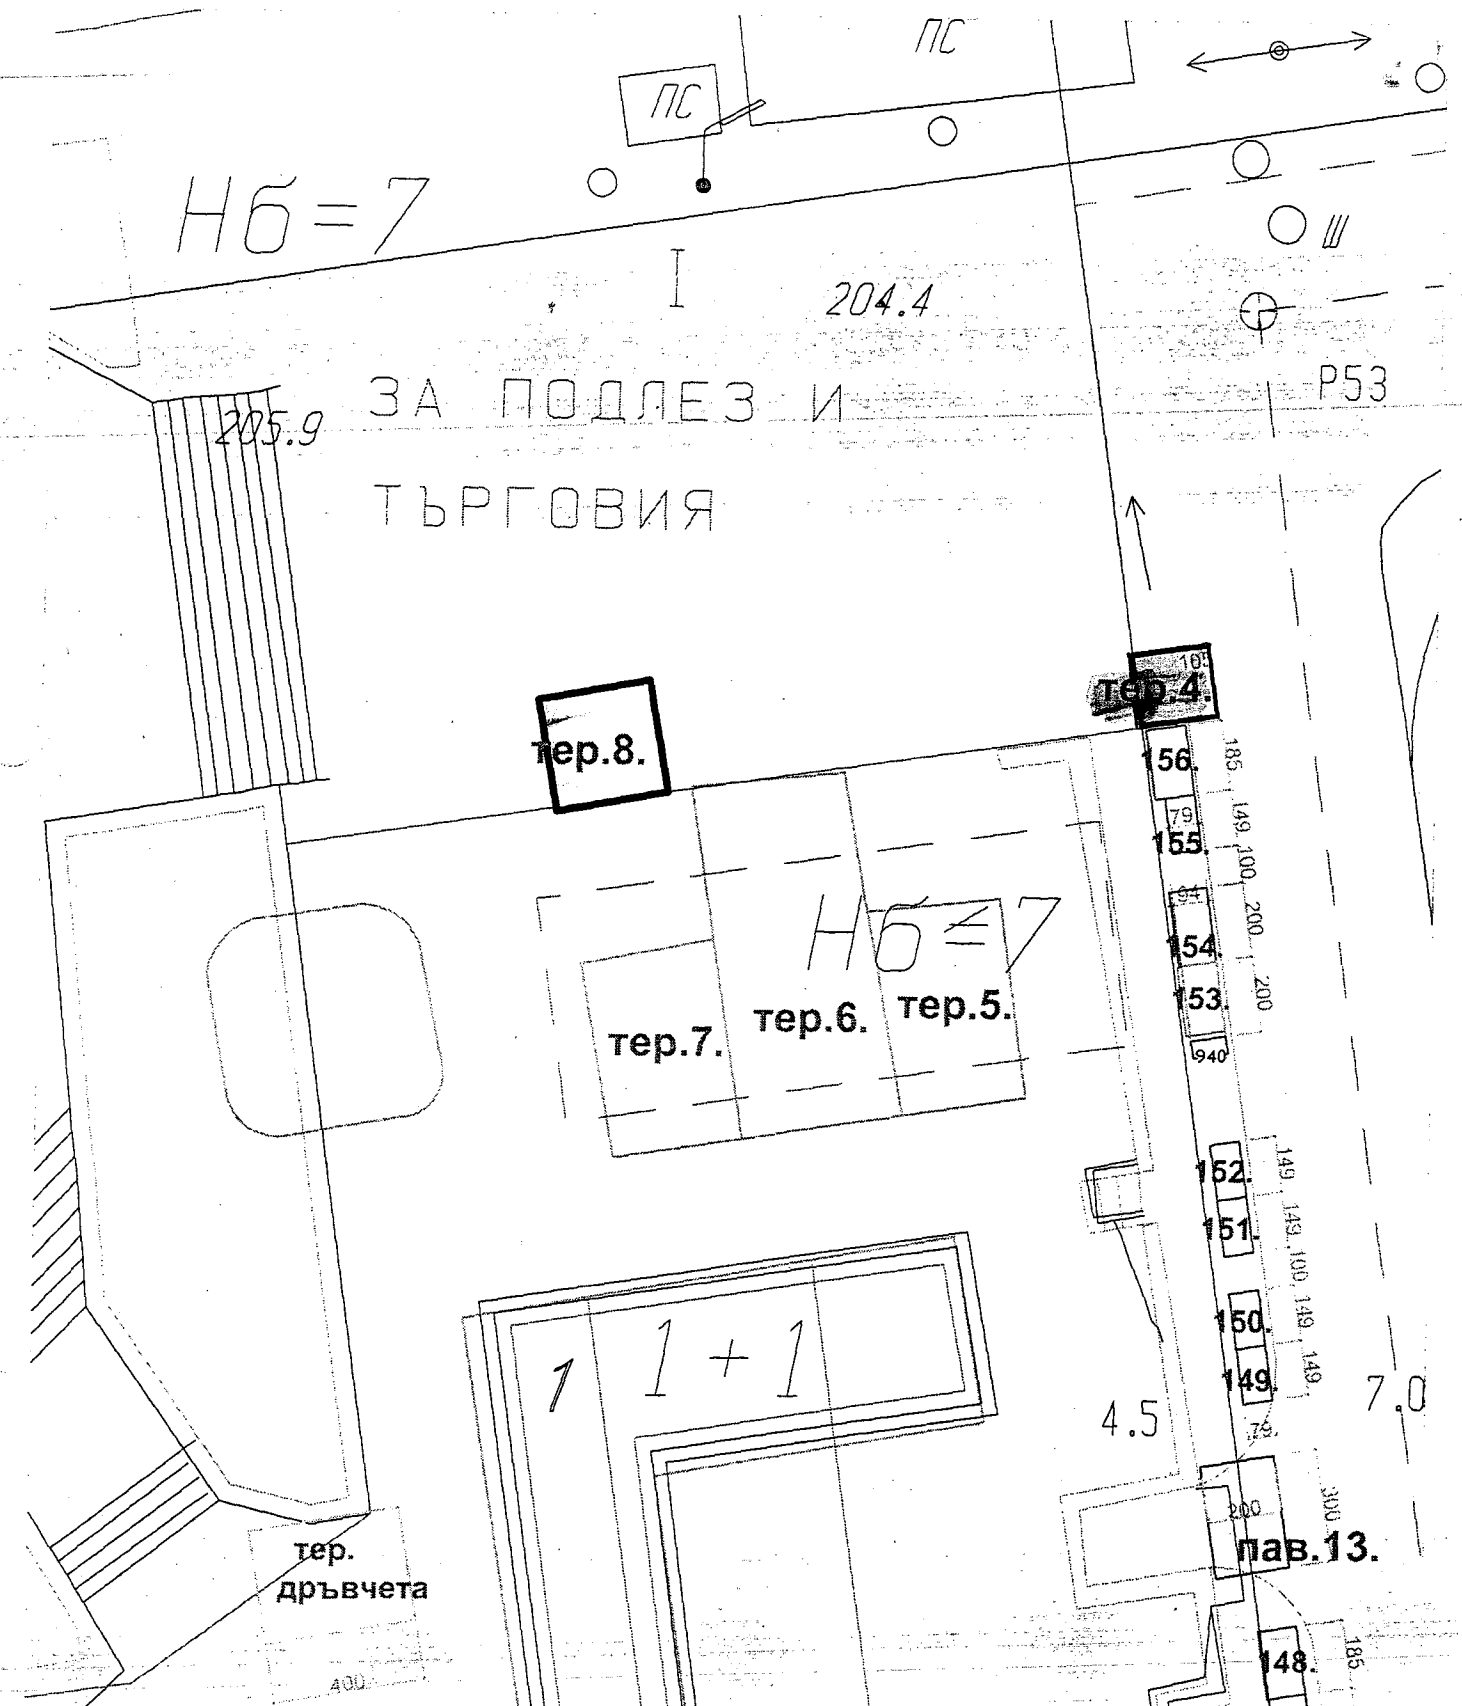 ПС
ПС
Нб=7
Ш
I
204.4
Р53
ЗА ПОДЛЕЗ И
205.9
ТЪРГОВИЯ
105
тер.4.
тер.8.
156.
185
79
149
155.
100
94
200
Нб=7
154.
153.
200
тер.5.
тер.6.
тер.7.
940
152.
149
151.
149
100
150.
149
1
1+1
149.
149
4.5
7.0
79
200
300
пав.13.
тер.
дръвчета
148.
185
400